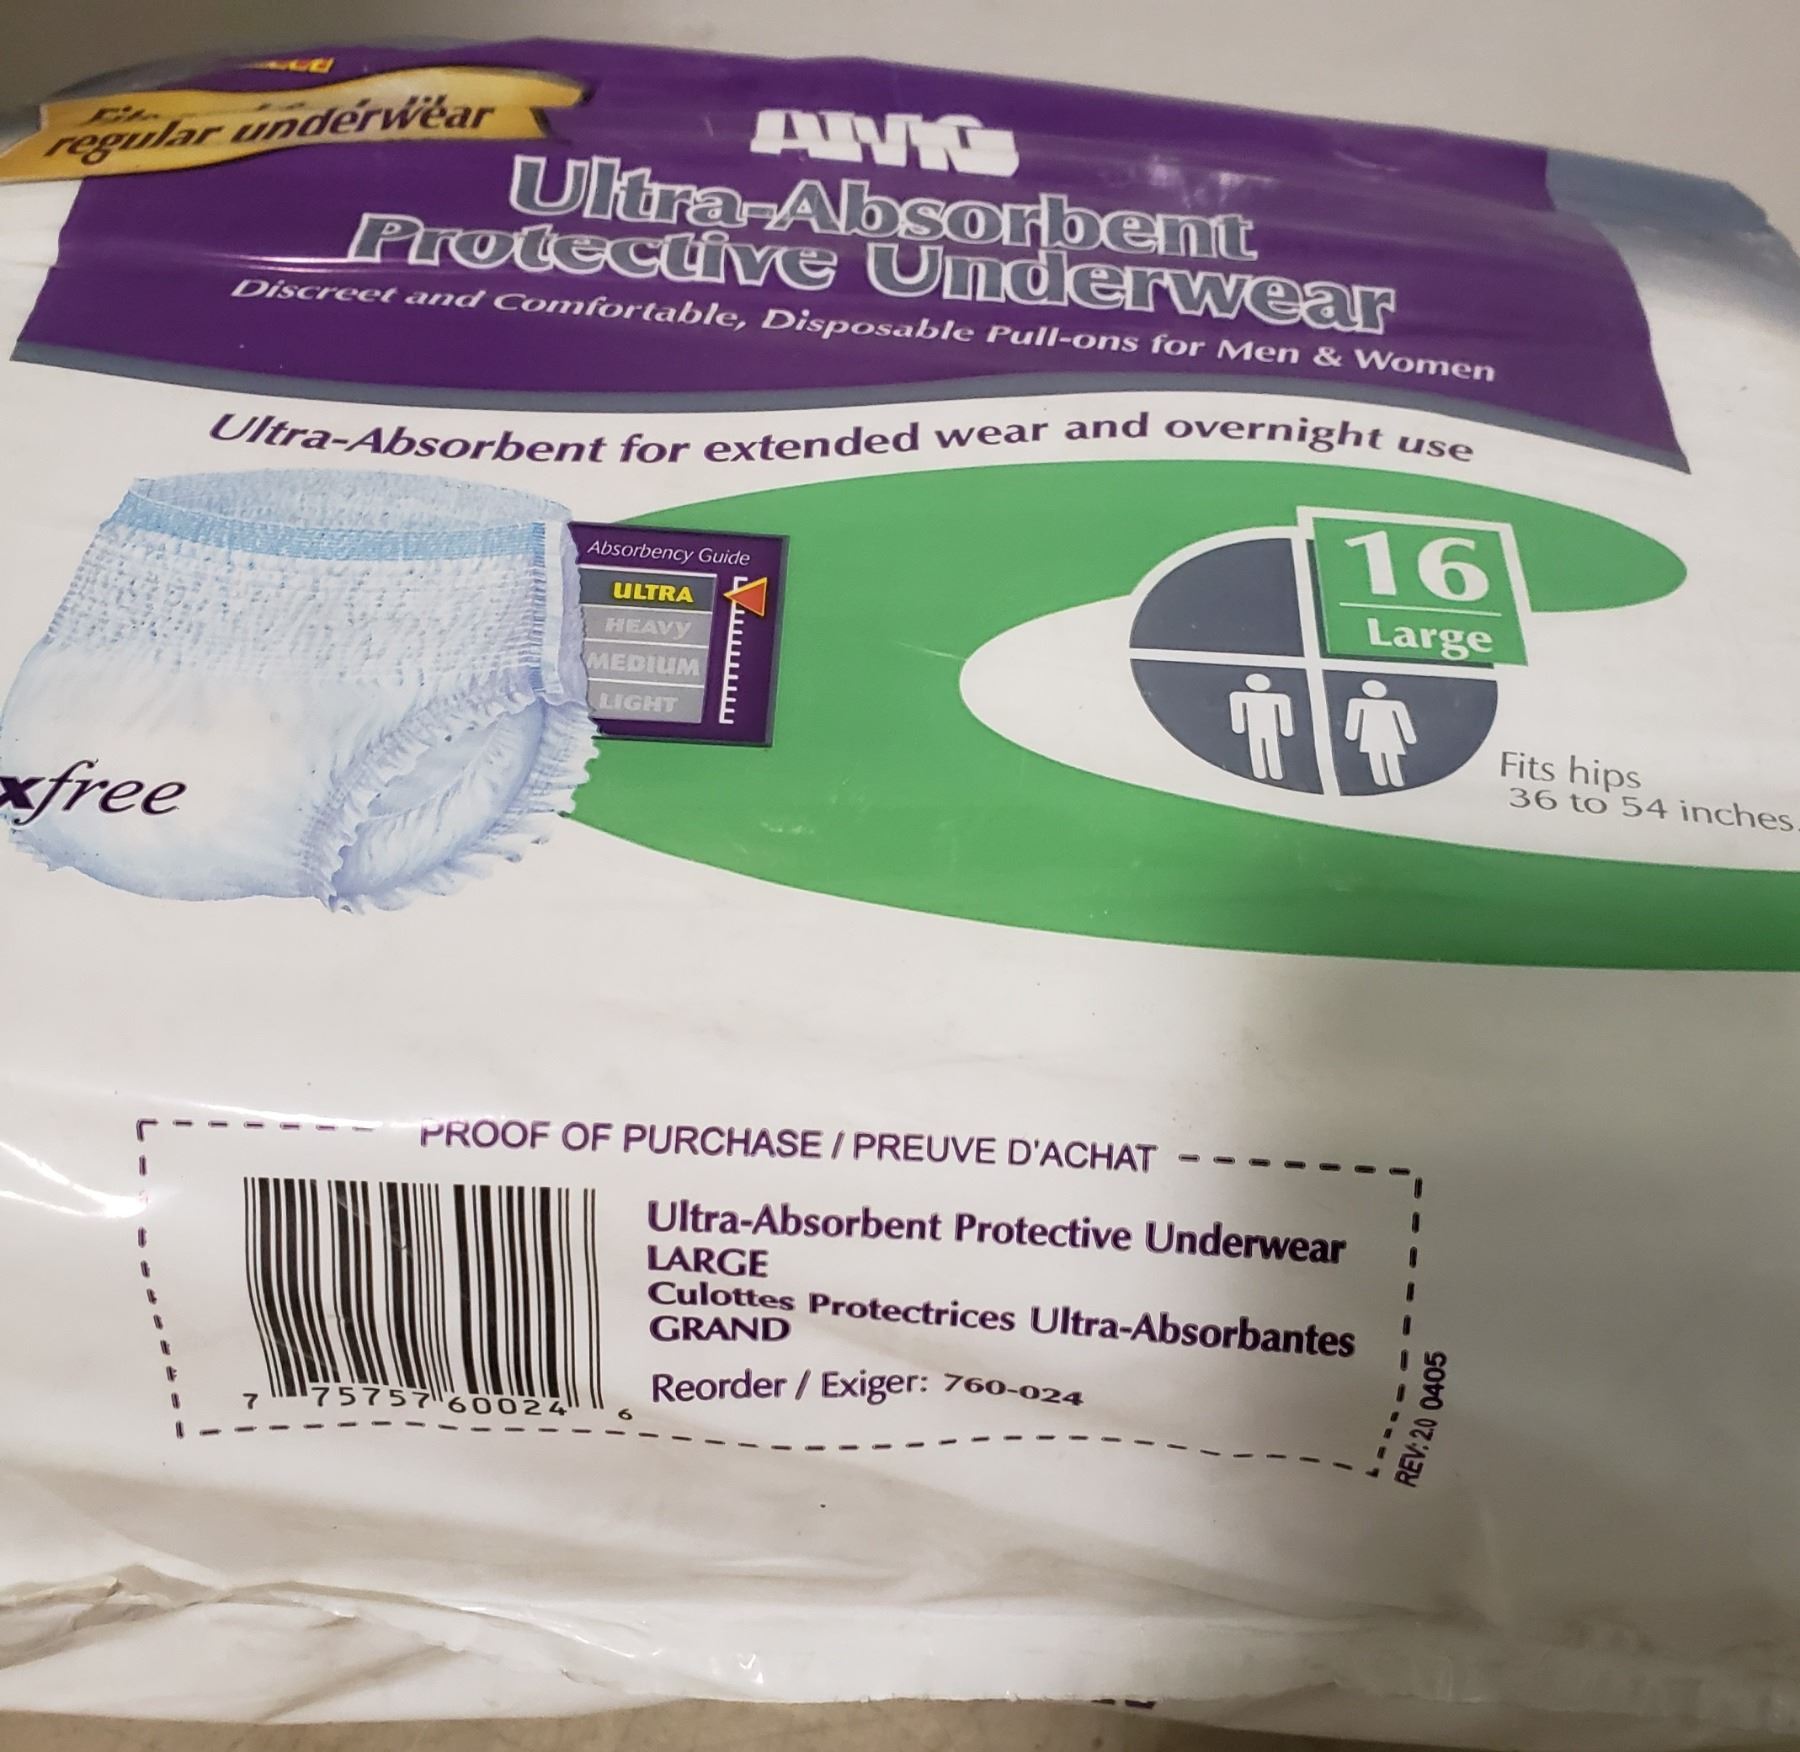 Fits
regular underwear
AMG
Ultra-Absorbent
Protective Underwear
Discreet and Comfortable, Disposable Pull-ons for Men & Women
Ultra-Absorbent for extended wear and overnight use
Absorbency Guide
ULTRA
HEAVY
MEDIUM
LIGHT
16
Large
Fits hips
36 to 54 inches.
xfree
PROOF OF PURCHASE / PREUVE D'ACHAT
Ultra-Absorbent Protective Underwear
LARGE
Culottes Protectrices Ultra-Absorbantes
GRAND
Reorder / Exiger: 760-024
7 75757 60024 6
REV: 2.0 0405